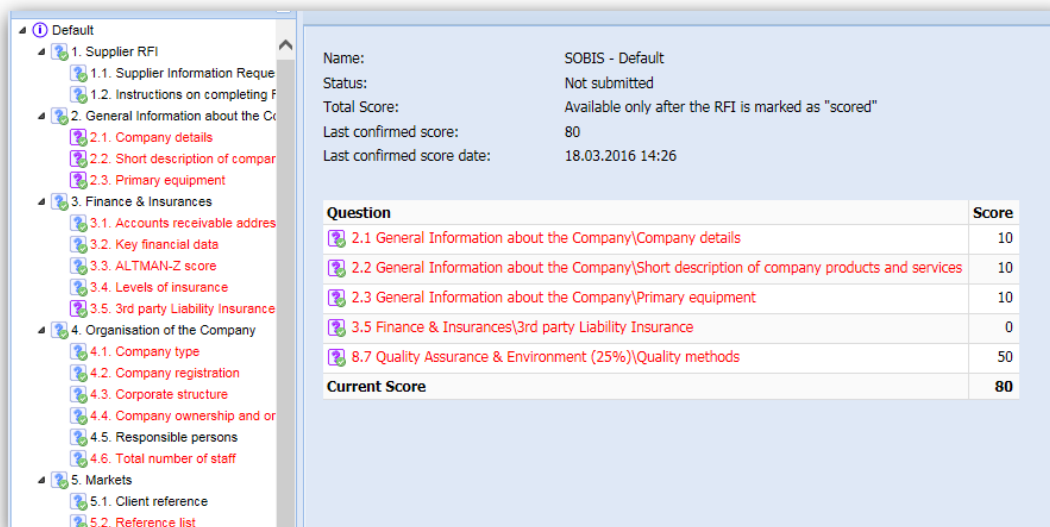 Default
1. Supplier RFI
1.1. Supplier Information Reque
1.2. Instructions on completing
2. General Information about the Co
2.1. Company details
2.2. Short description of compar
2.3. Primary equipment
3. Finance & Insurances
3.1. Accounts receivable addres
3.2. Key financial data
3.3. ALTMAN-Z score
3.4. Levels of insurance
3.5. 3rd party Liability Insurance
4. Organisation of the Company
4.1. Company type
4.2. Company registration
4.3. Corporate structure
4.4. Company ownership and or
4.5. Responsible persons
4.6. Total number of staff
5. Markets
5.1. Client reference
5.2. Reference list
Name: SOBIS - Default
Status: Not submitted
Total Score: Available only after the RFI is marked as "scored"
Last confirmed score: 80
Last confirmed score date: 18.03.2016 14:26
Question Score
2.1 General Information about the Company\Company details 10
2.2 General Information about the Company\Short description of company products and services 10
2.3 General Information about the Company\Primary equipment 10
3.5 Finance & Insurances\3rd party Liability Insurance 0
8.7 Quality Assurance & Environment (25%)\Quality methods 50
Current Score 80